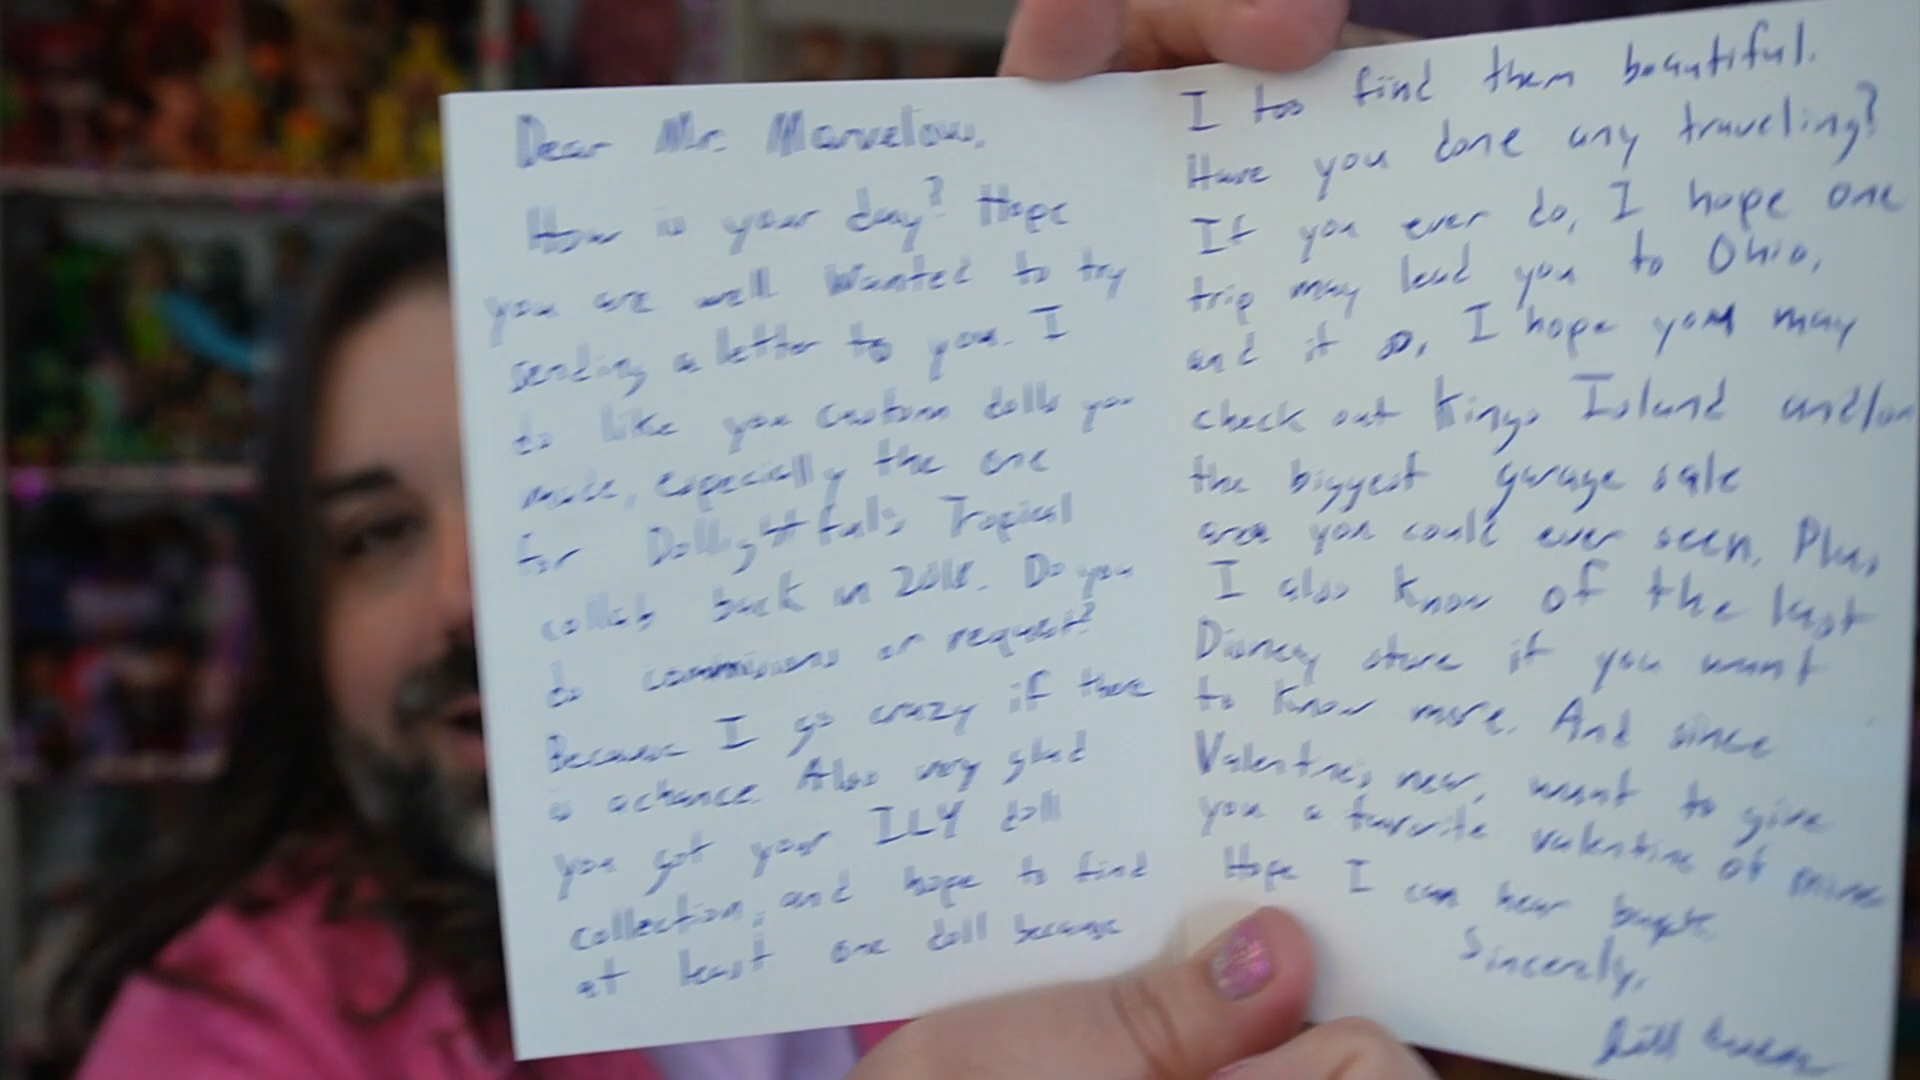 Dear Mr. Marvelow,
How is your day? Hope
you are well Wanted to try
sending a letter to you. I
do like you custom dolls you
made, especially the one
for Dollightful's Tropical
collab back in 2018. Do you
do commisions or request?
Because I go crazy if there
is a chance. Also very glad
you got your ILY doll
collection, and hope to find
at least one doll because
I too find them beautiful.
Have you done any traveling?
If you ever do, I hope one
trip may lead you to Ohio,
and if so, I hope you may
check out Kings Island and/or
the biggest garage sale
area you could ever seen. Plus,
I also know of the last
Disney store if you want
to know more. And since
Valentine's near, want to give
you a favorite valentine of mine
Hope I can hear back
Sincerely,